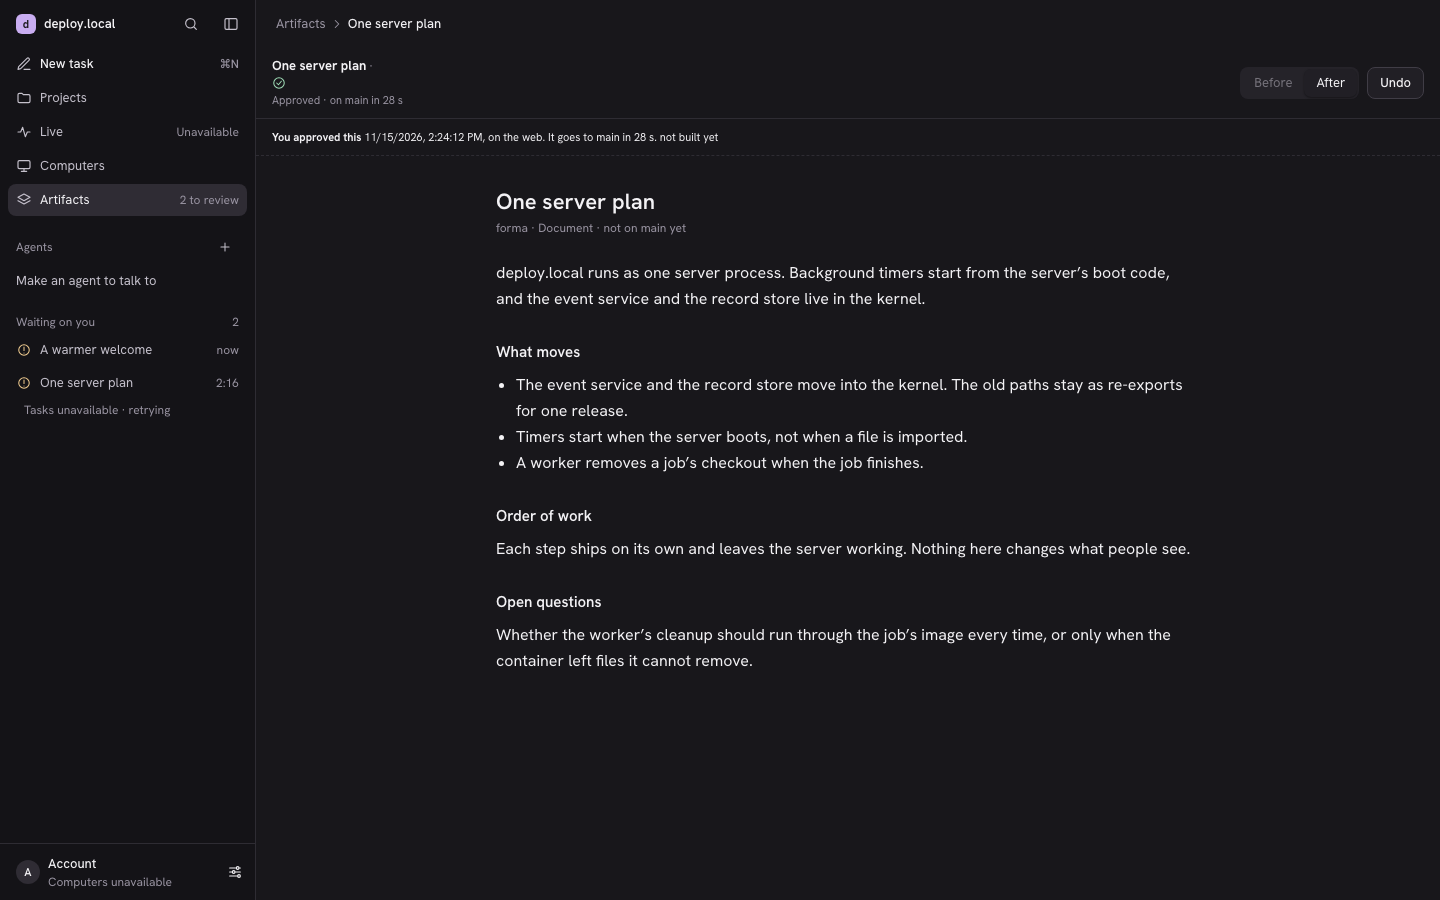 d deploy.local
New task ⌘N
Projects
Live Unavailable
Computers
Artifacts 2 to review
Agents
Make an agent to talk to
Waiting on you 2
A warmer welcome now
One server plan 2:16
Tasks unavailable · retrying
A Account
Computers unavailable
Artifacts One server plan
One server plan ·
Approved · on main in 28 s
Before After Undo
You approved this 11/15/2026, 2:24:12 PM, on the web. It goes to main in 28 s. not built yet
One server plan
forma · Document · not on main yet
deploy.local runs as one server process. Background timers start from the server’s boot code,
and the event service and the record store live in the kernel.
What moves
• The event service and the record store move into the kernel. The old paths stay as re-exports
for one release.
• Timers start when the server boots, not when a file is imported.
• A worker removes a job’s checkout when the job finishes.
Order of work
Each step ships on its own and leaves the server working. Nothing here changes what people see.
Open questions
Whether the worker’s cleanup should run through the job’s image every time, or only when the
container left files it cannot remove.